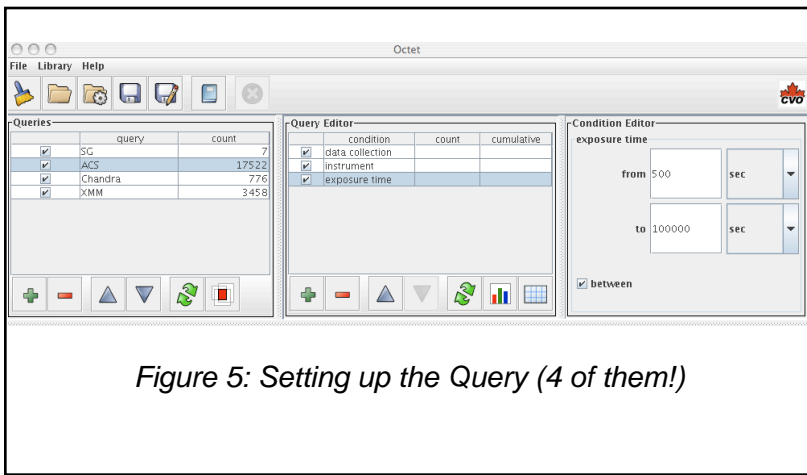 Octet
File Library Help
CVO
Queries
query count
SG 7
ACS 17522
Chandra 776
XMM 3458
Query Editor
condition count cumulative
data collection
instrument
exposure time
Condition Editor
exposure time
from 500 sec
to 100000 sec
between
Figure 5: Setting up the Query (4 of them!)